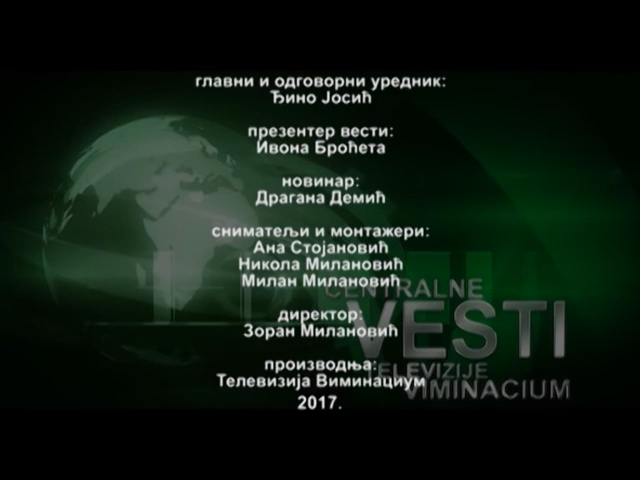 главни и одговорни уредник:
Ђино Јосић
презентер вести:
Ивона Броћета
новинар:
Драгана Демић
сниматељи и монтажери:
Ана Стојановић
Никола Милановић
Милан Милановић
директор:
Зоран Милановић
производња:
Телевизија Виминациум
2017.
CENTRALNE
VESTI
TELEVIZIJE
VIMINACIUM